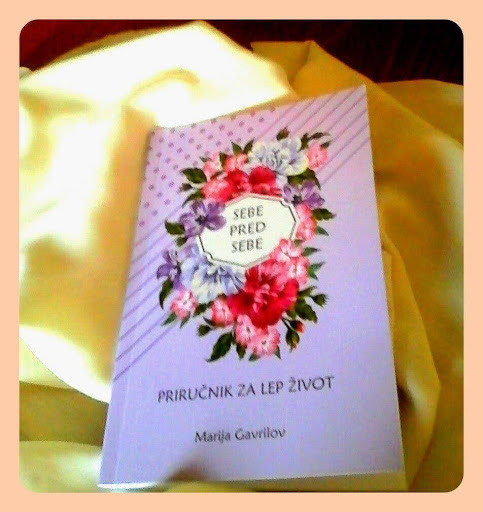 SEBE
PRED
SEBE
PRIRUČNIK ZA LEP ŽIVOT
Marija Gavrilov